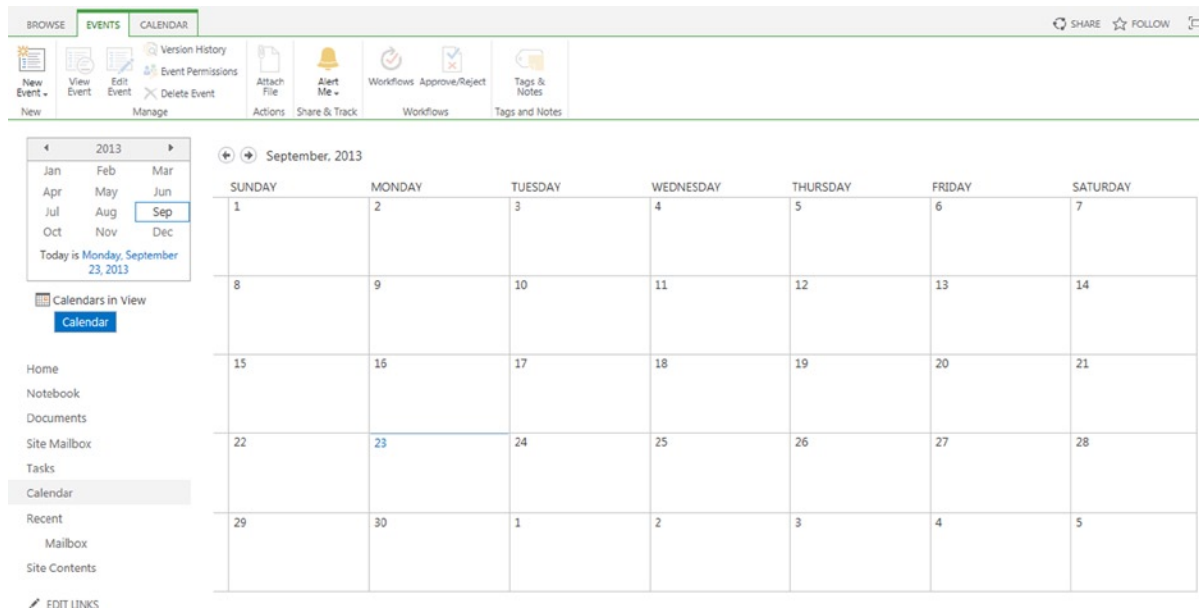 BROWSE EVENTS CALENDAR SHARE FOLLOW
New Event
View Event
Edit Event
Version History
Event Permissions
Delete Event
Attach File
Alert Me
Workflows
Approve/Reject
Tags & Notes
New Manage Actions Share & Track Workflows Tags and Notes
2013
Jan Feb Mar
Apr May Jun
Jul Aug Sep
Oct Nov Dec
Today is Monday, September
23, 2013
Calendars in View
Calendar
Home
Notebook
Documents
Site Mailbox
Tasks
Calendar
Recent
Mailbox
Site Contents
EDIT LINKS
September, 2013
SUNDAY MONDAY TUESDAY WEDNESDAY THURSDAY FRIDAY SATURDAY
1 2 3 4 5 6 7
8 9 10 11 12 13 14
15 16 17 18 19 20 21
22 23 24 25 26 27 28
29 30 1 2 3 4 5